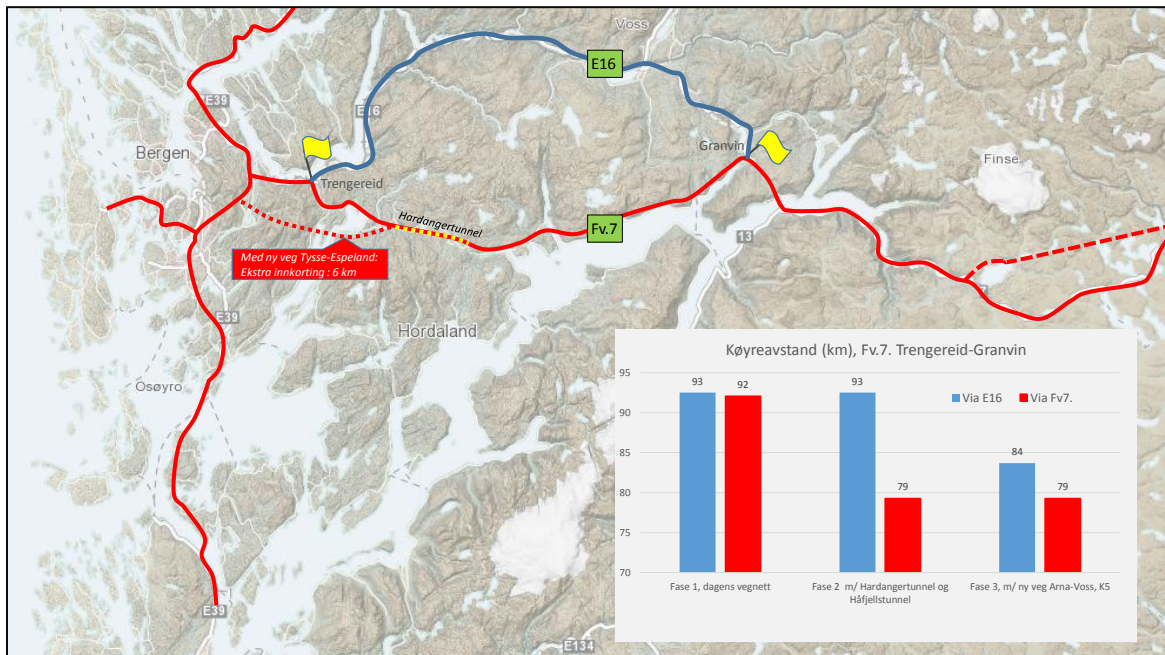 Voss
E16
E39
E16
Bergen
Granvin
Finse
Trengereid
Hardangertunnel
Fv.7
13
Med ny veg Tysse-Espeland:
Ekstra innkorting : 6 km
7
E39
Hordaland
Osøyro
Køyreavstand (km), Fv.7. Trengereid-Granvin
95
90
85
80
75
70
93
92
93
79
84
79
Via E16
Via Fv7.
Fase 1, dagens vegnett
Fase 2 m/ Hardangertunnel og
Håfjellstunnel
Fase 3, m/ ny veg Arna-Voss, K5
E39
E134